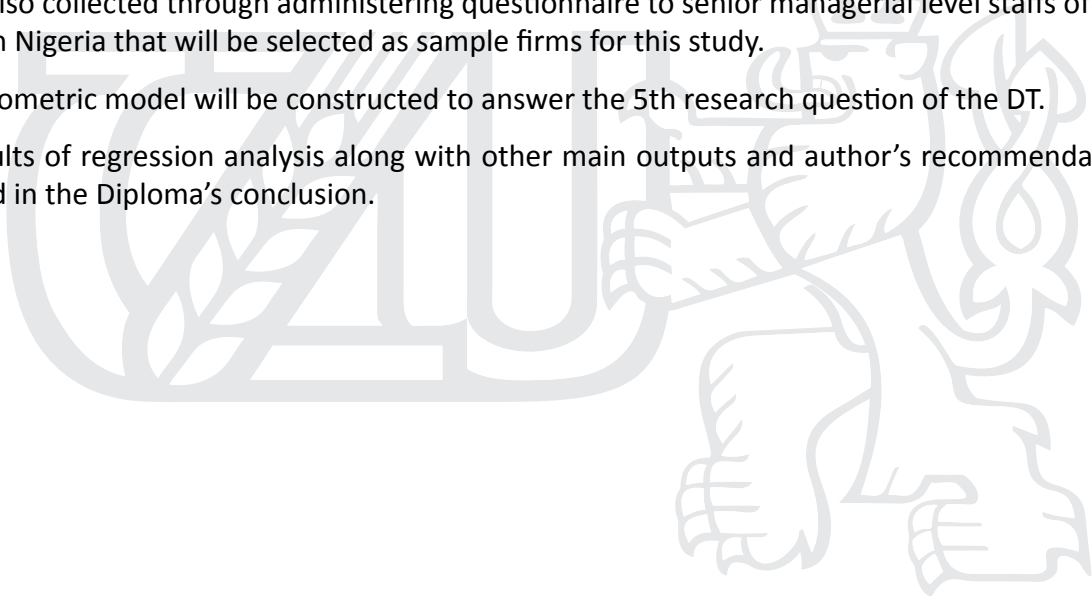 lso collected through administering questionnaire to senior managerial level staffs of
n Nigeria that will be selected as sample firms for this study.
ometric model will be constructed to answer the 5th research question of the DT.
ults of regression analysis along with other main outputs and author’s recommenda
d in the Diploma’s conclusion.